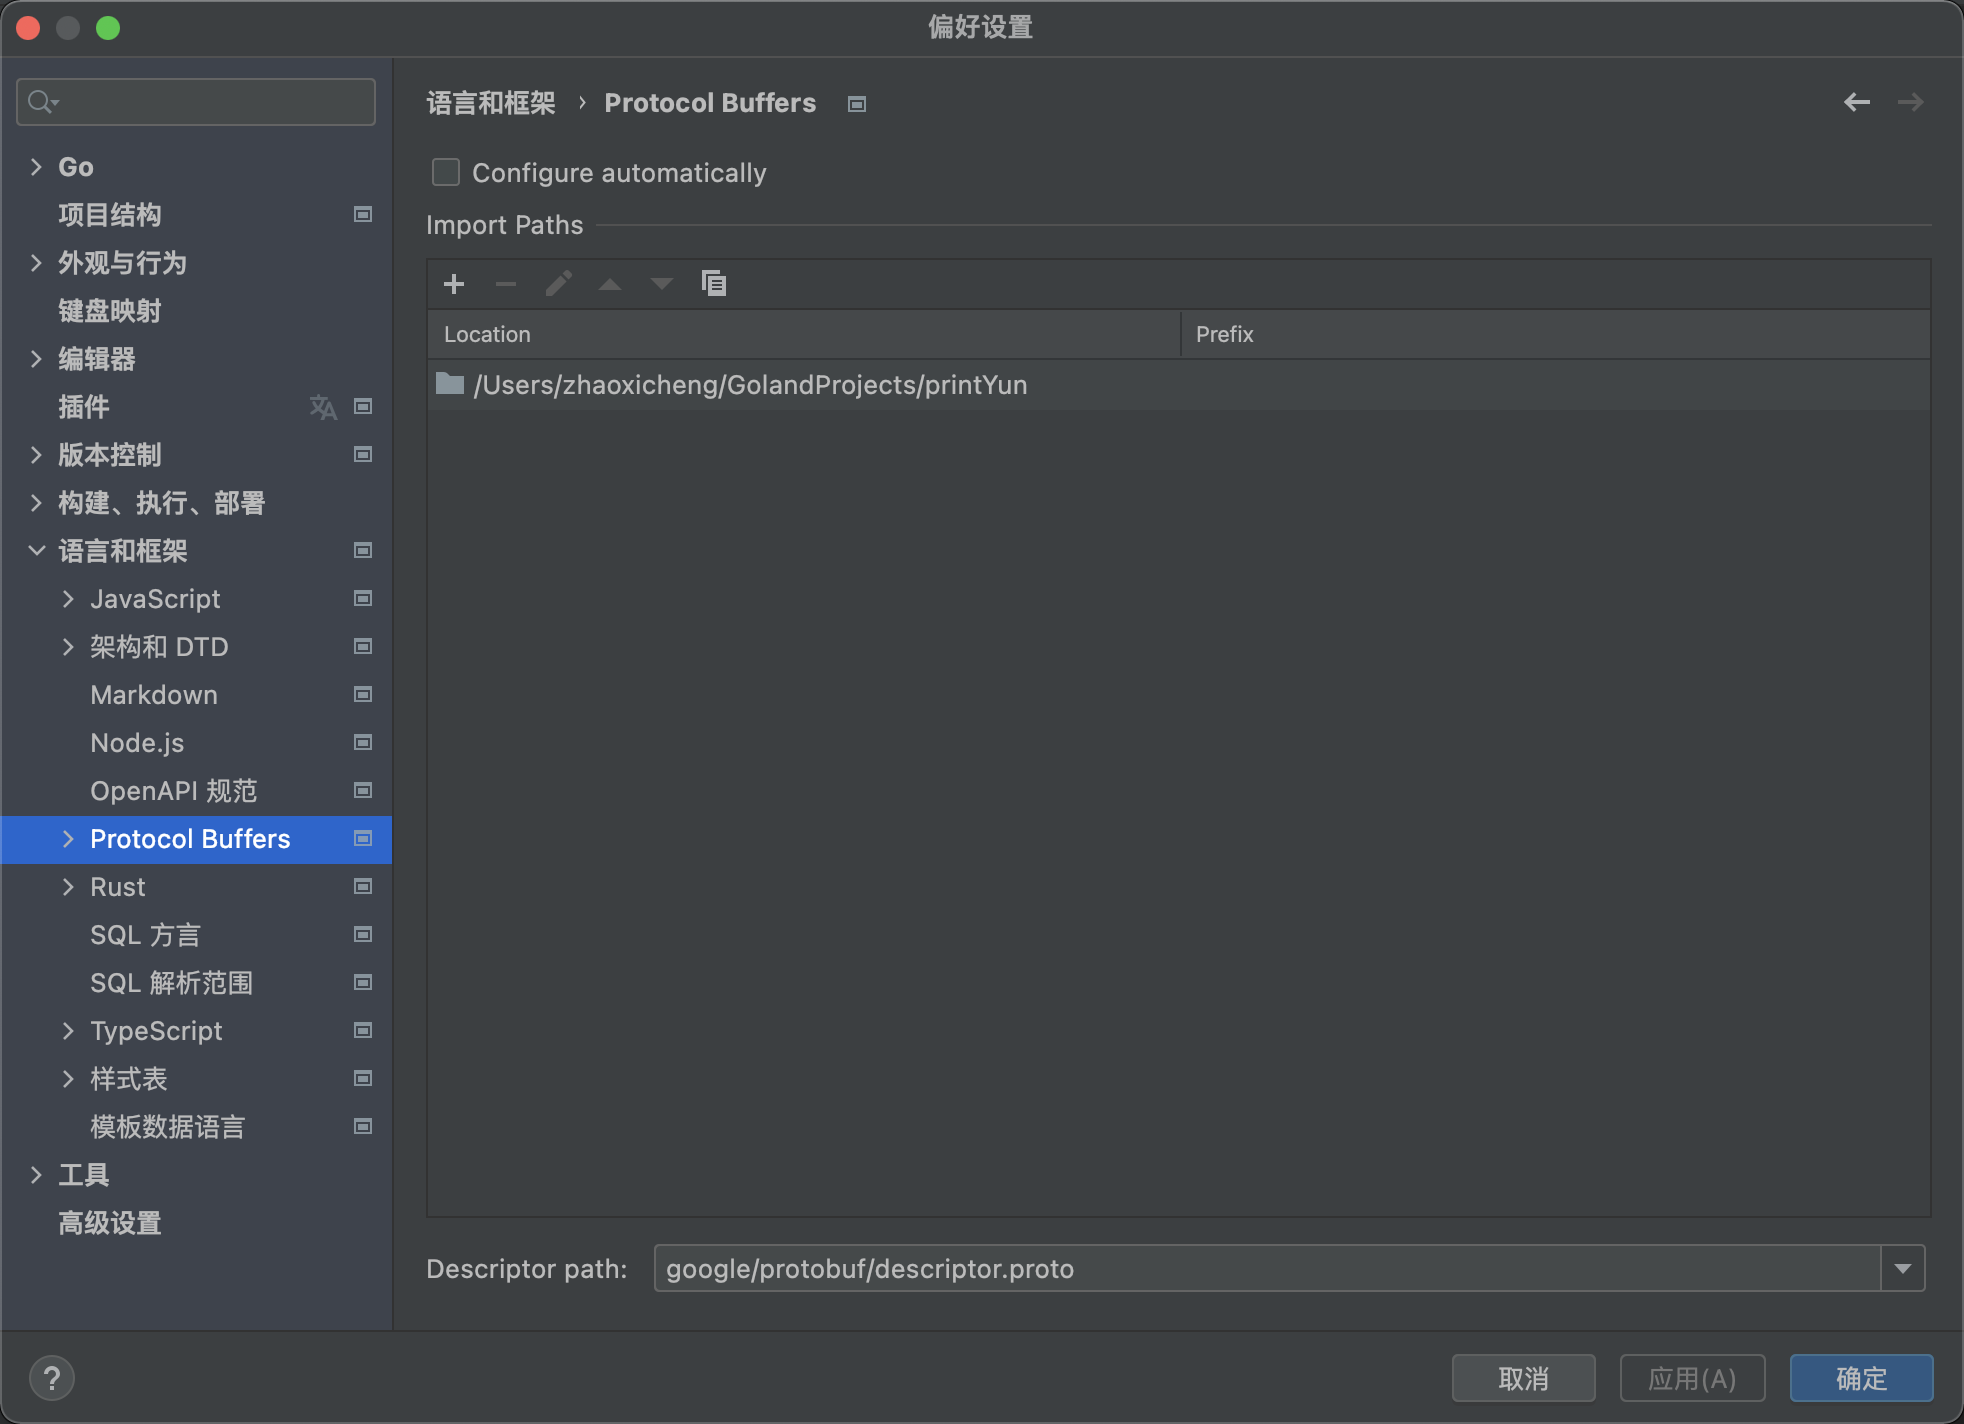 偏好设置
Go
项目结构
外观与行为
键盘映射
编辑器
插件
版本控制
构建、执行、部署
语言和框架
JavaScript
架构和 DTD
Markdown
Node.js
OpenAPI 规范
Protocol Buffers
Rust
SQL 方言
SQL 解析范围
TypeScript
样式表
模板数据语言
工具
高级设置
语言和框架 › Protocol Buffers
Configure automatically
Import Paths
Location Prefix
/Users/zhaoxicheng/GolandProjects/printYun
Descriptor path: google/protobuf/descriptor.proto
? 取消 应用(A) 确定